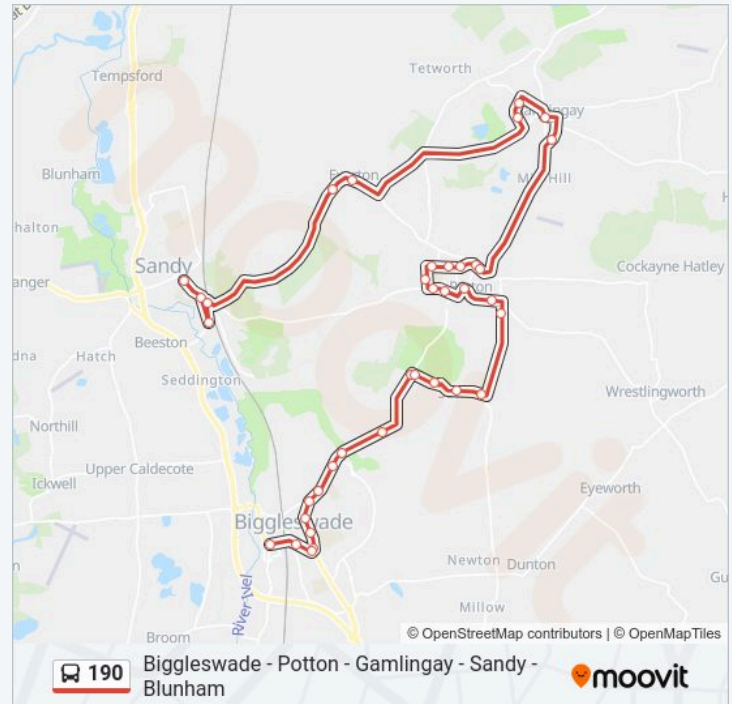 Tempsford
Tetworth
Blunham
Sandy
Cockayne Hatley
Beeston
Hatch
Seddington
Northill
Wrestlingworth
Upper Caldecote
Ickwell
Eyeworth
Biggleswade
Newton
Dunton
Millow
River Ivel
Broom
© OpenStreetMap contributors | © OpenMapTiles
190
Biggleswade - Potton - Gamlingay - Sandy -
Blunham
moovit